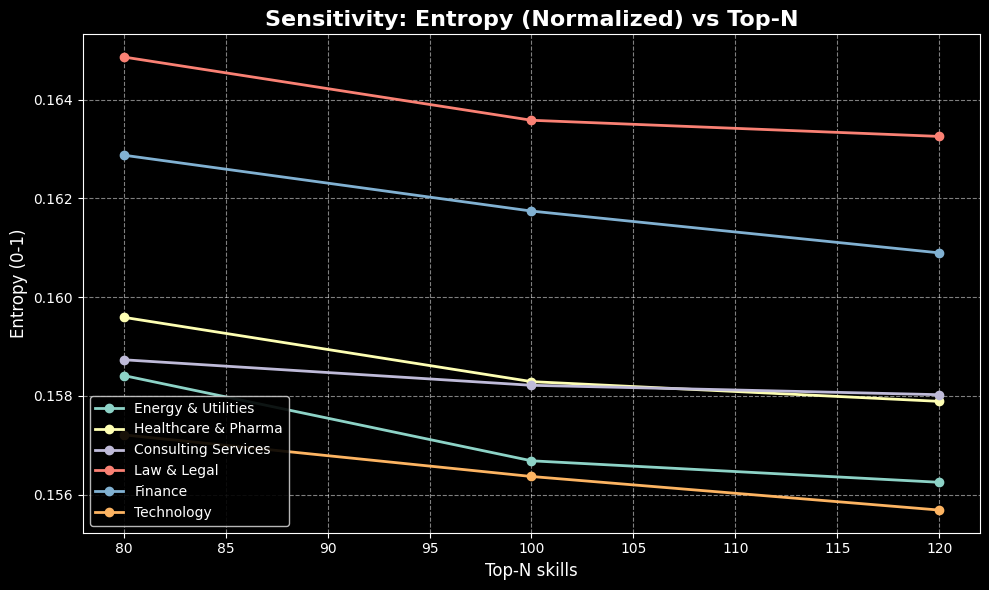 Sensitivity: Entropy (Normalized) vs Top-N
Entropy (0-1)
0.164
0.162
0.160
0.158
0.156
Energy & Utilities
Healthcare & Pharma
Consulting Services
Law & Legal
Finance
Technology
80 85 90 95 100 105 110 115 120
Top-N skills